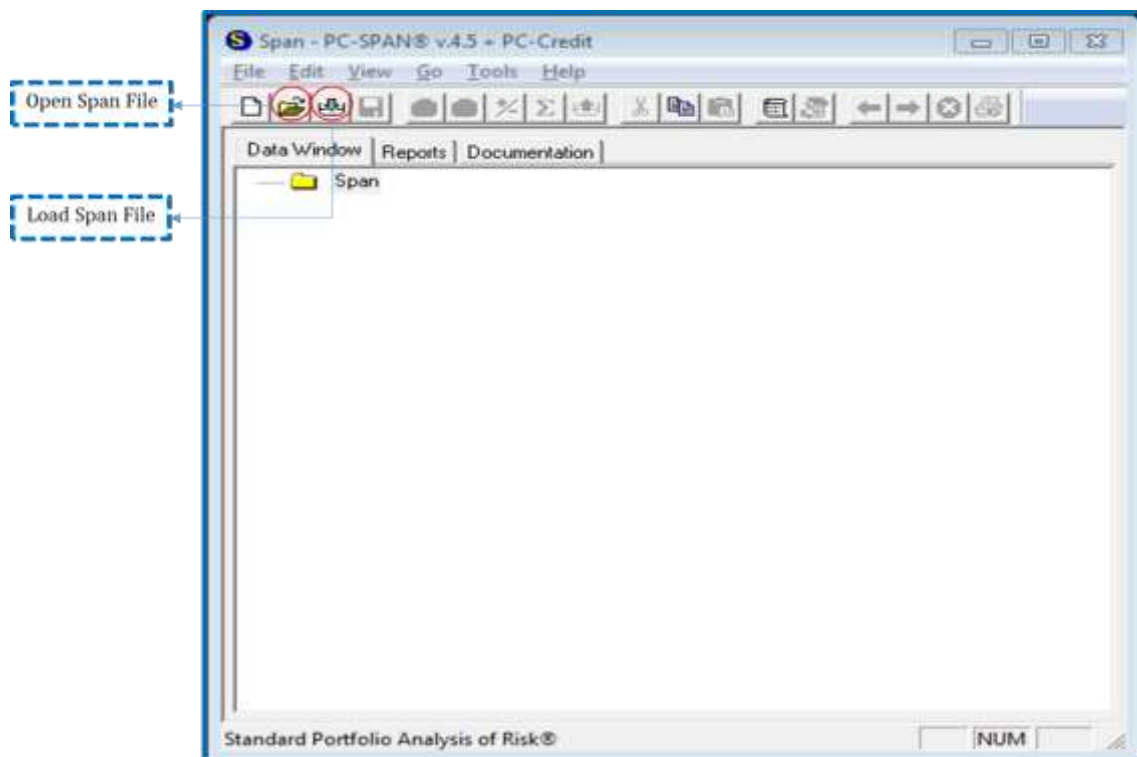 Span - PC-SPAN® v.4.5 + PC-Credit
File Edit View Go Tools Help
Open Span File
Data Window Reports Documentation
Span
Load Span File
Standard Portfolio Analysis of Risk®
NUM